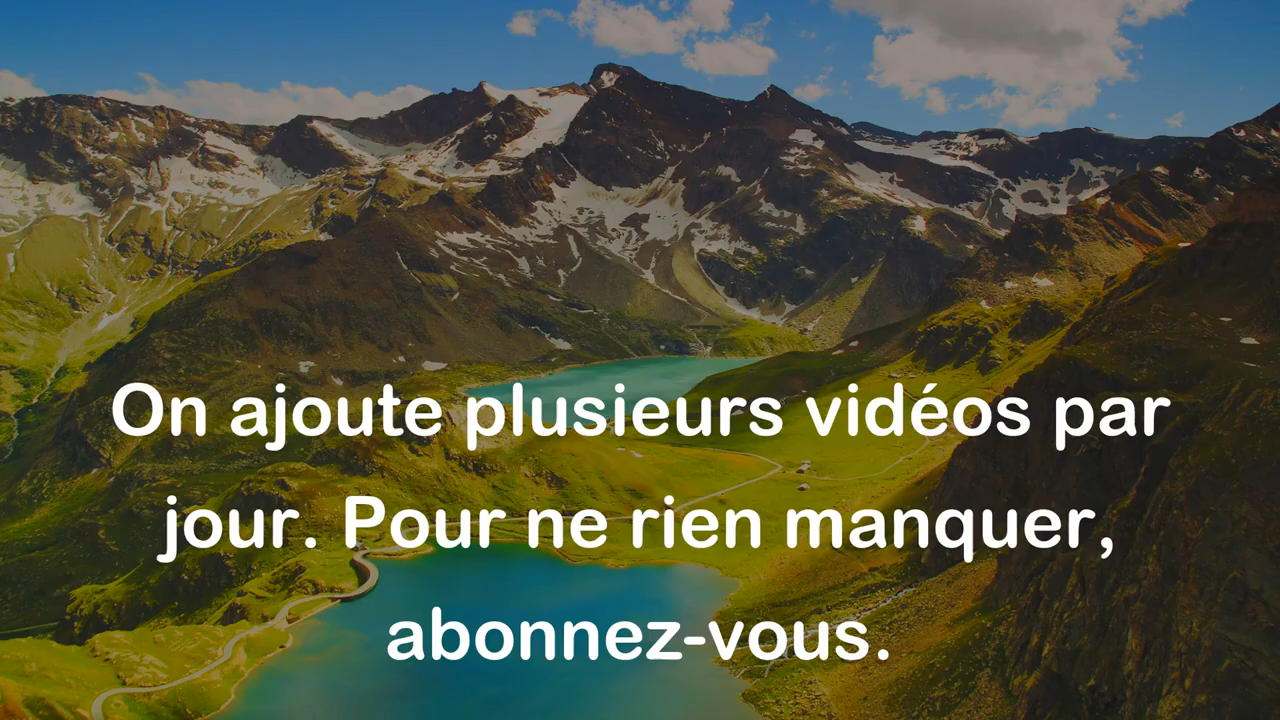 On ajoute plusieurs vidéos par
jour. Pour ne rien manquer,
abonnez-vous.